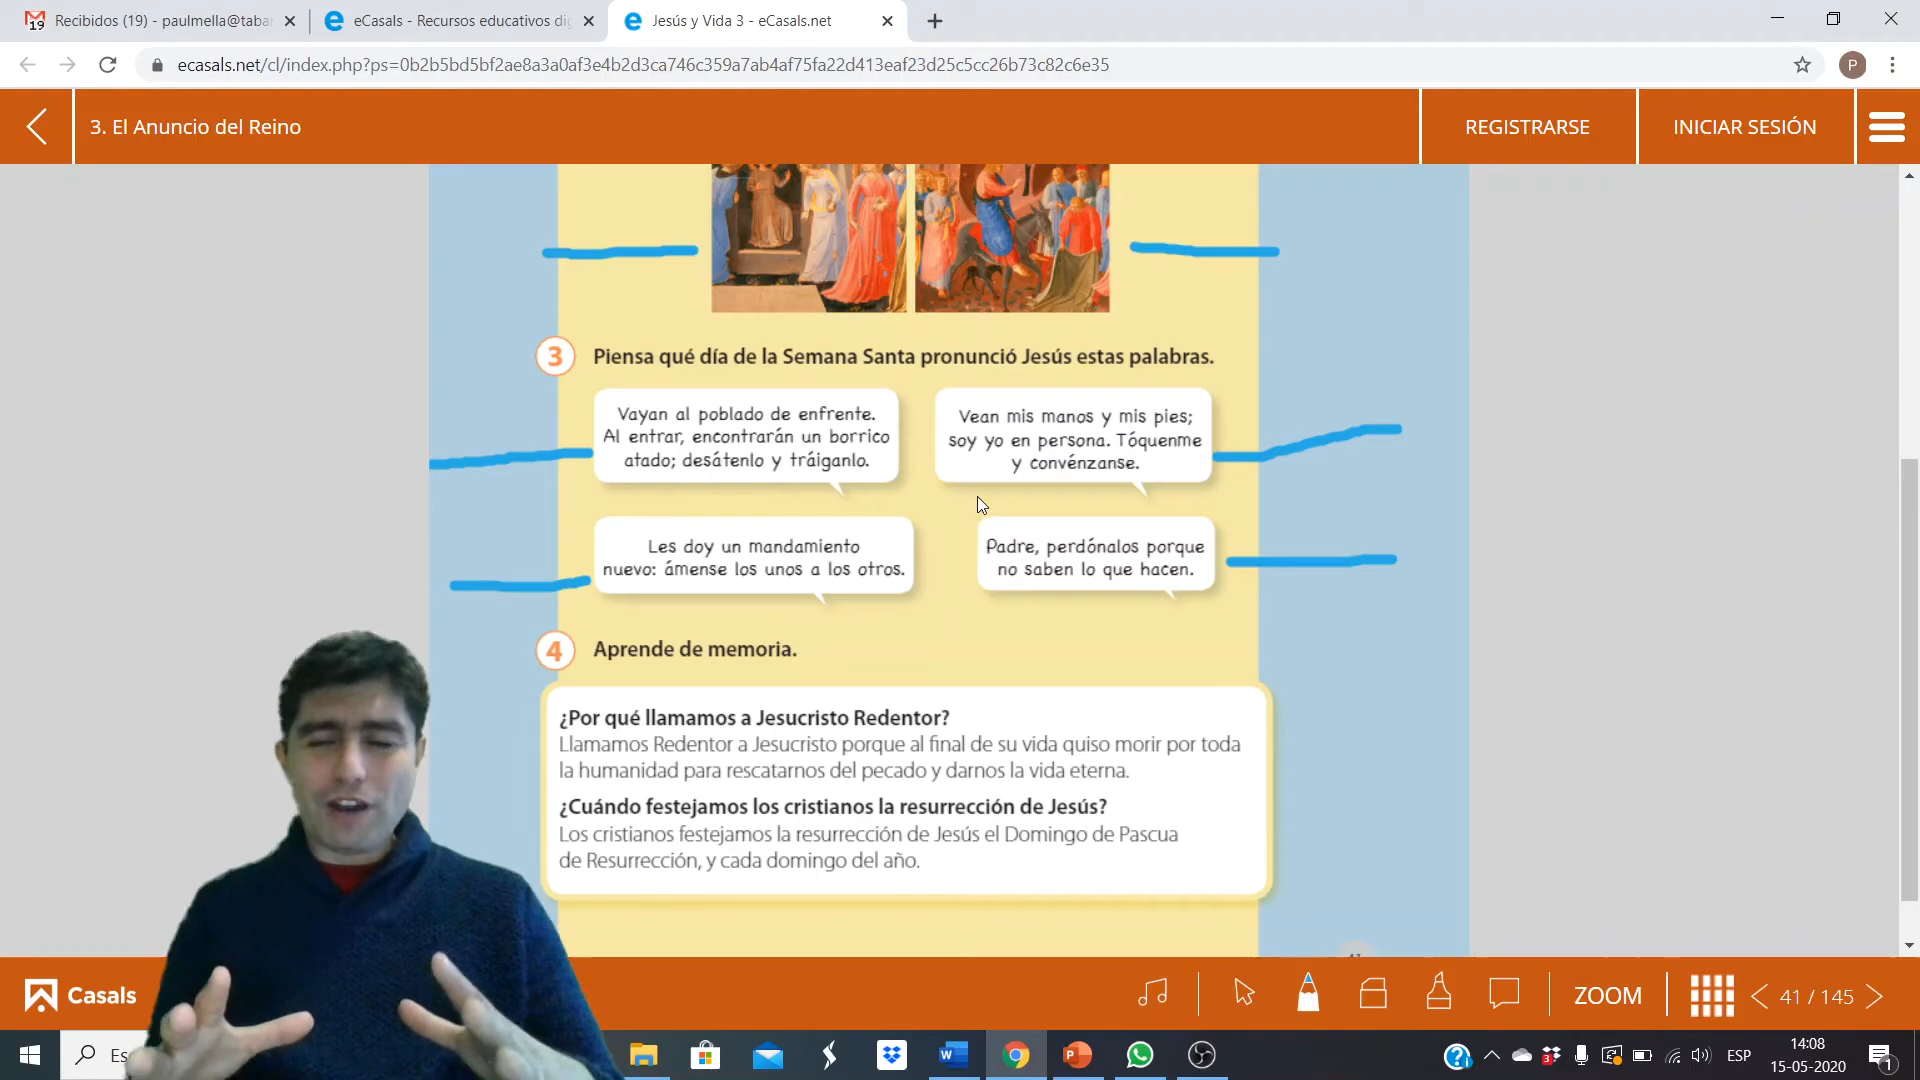 Recibidos (19) - paulmella@taba
eCasals - Recursos educativos di
Jesús y Vida 3 - eCasals.net
ecasals.net/cl/index.php?ps=0b2b5bd5bf2ae8a3a0af3e4b2d3ca746c359a7ab4af75fa22d413eaf23d25c5cc26b73c82c6e35
P
3. El Anuncio del Reino
REGISTRARSE
INICIAR SESIÓN
3 Piensa qué día de la Semana Santa pronunció Jesús estas palabras.
Vayan al poblado de enfrente.
Al entrar, encontrarán un borrico
atado; desátenlo y tráiganlo.
Vean mis manos y mis pies;
soy yo en persona. Tóquenme
y convénzanse.
Les doy un mandamiento
nuevo: ámense los unos a los otros.
Padre, perdónalos porque
no saben lo que hacen.
4 Aprende de memoria.
¿Por qué llamamos a Jesucristo Redentor?
Llamamos Redentor a Jesucristo porque al final de su vida quiso morir por toda
la humanidad para rescatarnos del pecado y darnos la vida eterna.
¿Cuándo festejamos los cristianos la resurrección de Jesús?
Los cristianos festejamos la resurrección de Jesús el Domingo de Pascua
de Resurrección, y cada domingo del año.
Casals
ZOOM
41 / 145
Es
ESP
14:08
15-05-2020